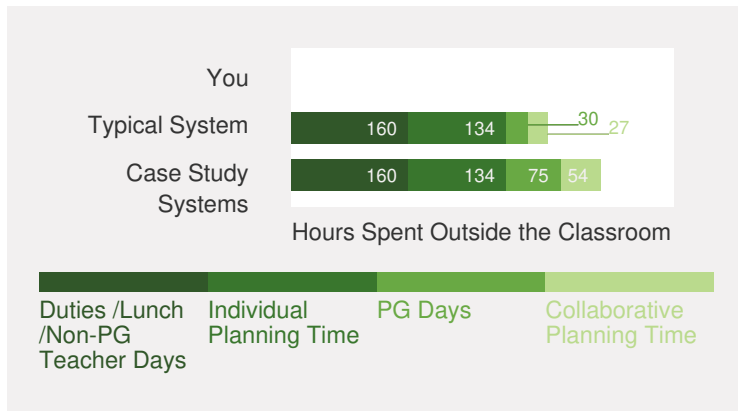 You
Typical System
160 134 30 27
Case Study
Systems
160 134 75 54
Hours Spent Outside the Classroom
Duties /Lunch
/Non-PG
Teacher Days
Individual
Planning Time
PG Days
Collaborative
Planning Time